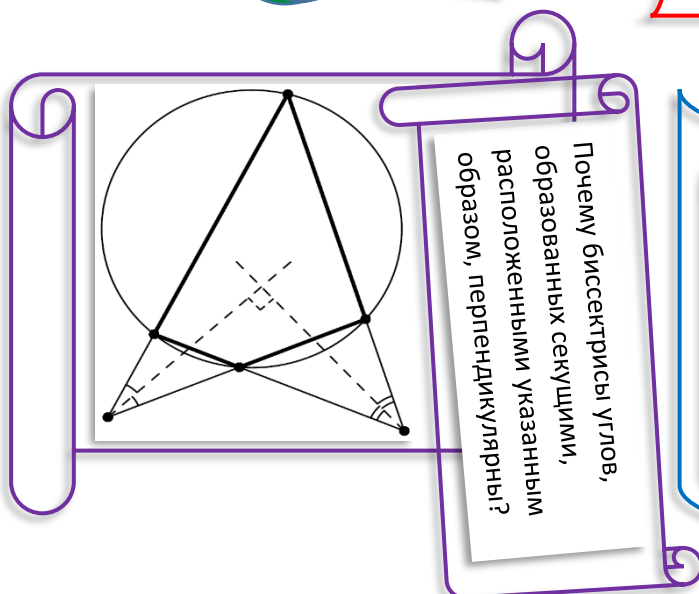 Почему биссектрисы углов,
образованных секущими,
расположенными указанным
образом, перпендикулярны?